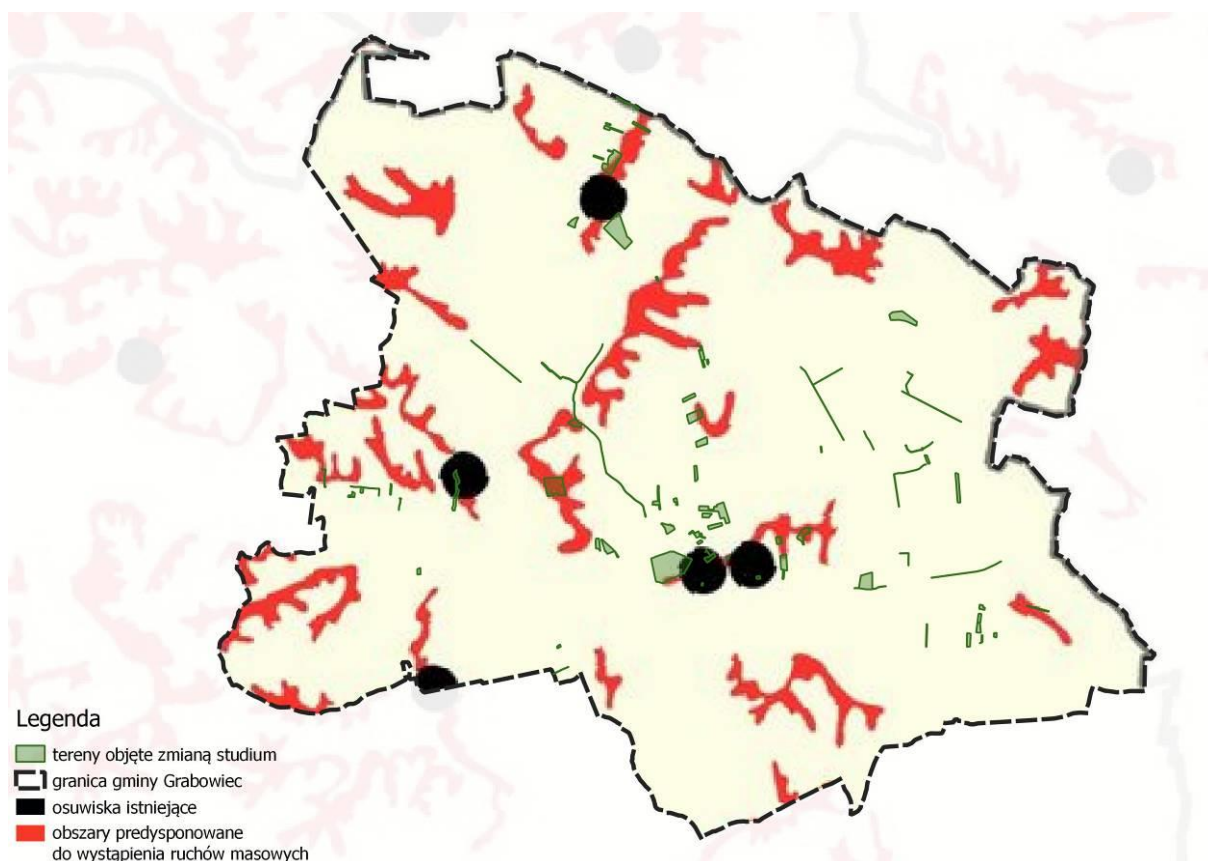 Legenda
tereny objęte zmianą studium
granica gminy Grabowiec
osuwiska istniejące
obszary predysponowane
do wystąpienia ruchów masowych